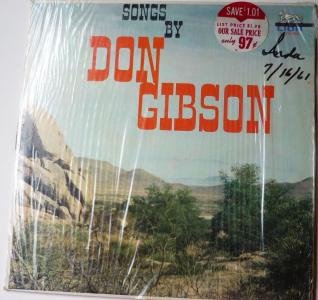 SONGS
BY
DON
GIBSON
SAVE $1.01
LIST PRICE $1.98
OUR SALE PRICE
only 97¢
LION
7/16/61